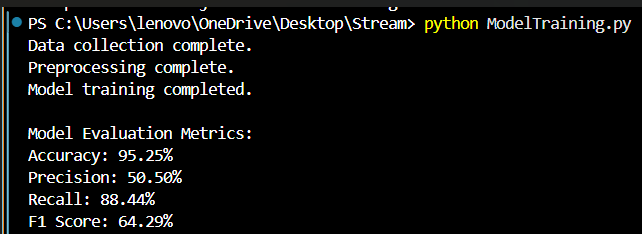 PS C:\Users\lenovo\OneDrive\Desktop\Stream> python ModelTraining.py
Data collection complete.
Preprocessing complete.
Model training completed.
Model Evaluation Metrics:
Accuracy: 95.25%
Precision: 50.50%
Recall: 88.44%
F1 Score: 64.29%